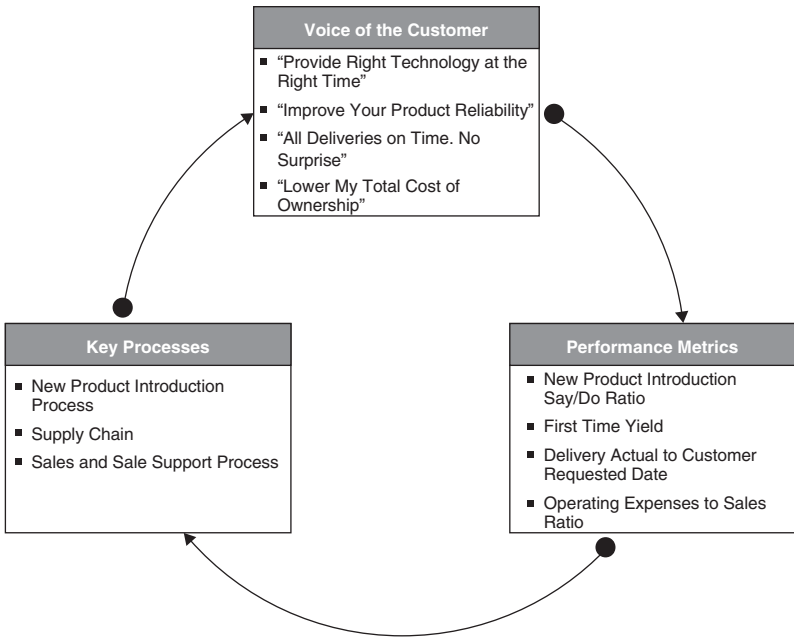 Voice of the Customer
▪ “Provide Right Technology at the
Right Time”
▪ “Improve Your Product Reliability”
▪ “All Deliveries on Time. No
Surprise”
▪ “Lower My Total Cost of
Ownership”
Key Processes
▪ New Product Introduction
Process
▪ Supply Chain
▪ Sales and Sale Support Process
Performance Metrics
▪ New Product Introduction
Say/Do Ratio
▪ First Time Yield
▪ Delivery Actual to Customer
Requested Date
▪ Operating Expenses to Sales
Ratio